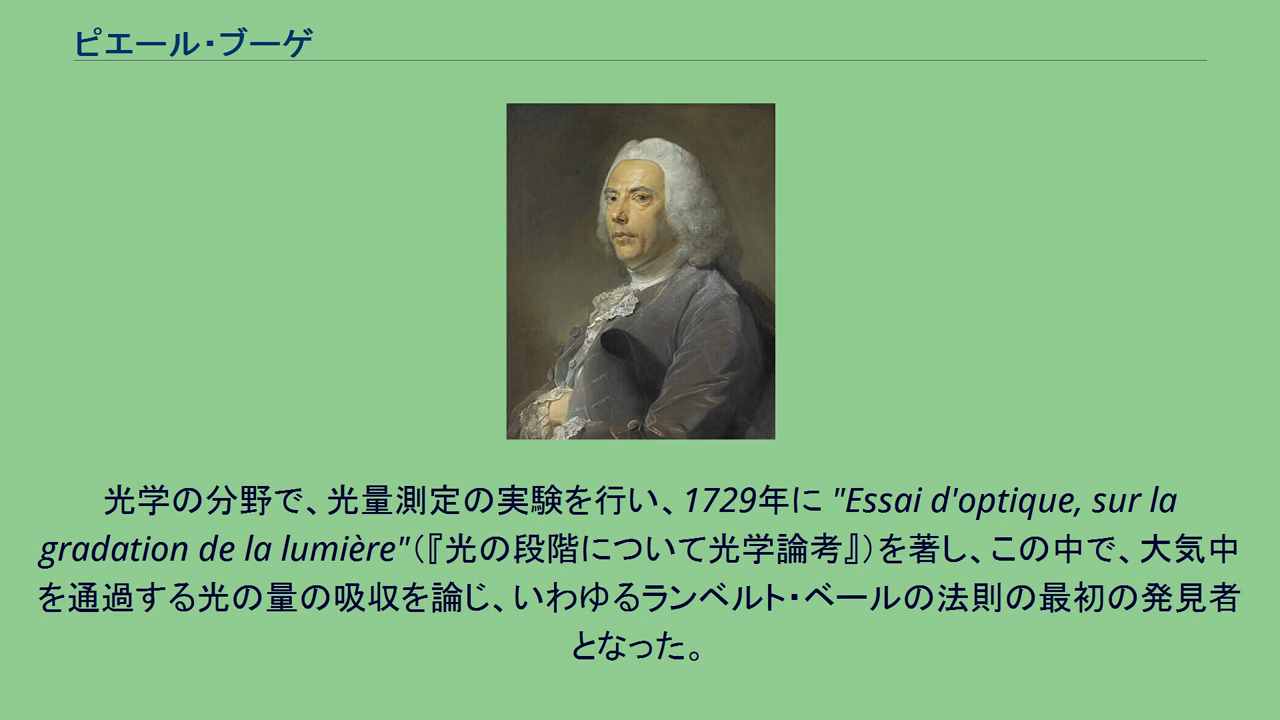 ピエール・ブーゲ
光学の分野で、光量測定の実験を行い、1729年に "Essai d'optique, sur la
gradation de la lumière"(『光の段階について光学論考』)を著し、この中で、大気中
を通過する光の量の吸収を論じ、いわゆるランベルト・ベールの法則の最初の発見者
となった。